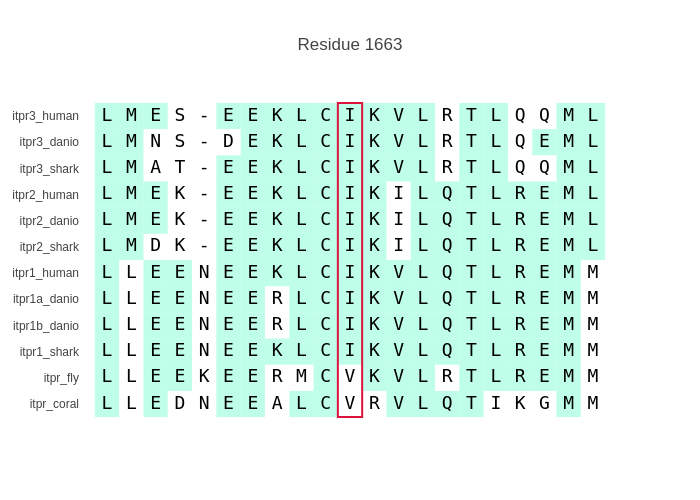 Residue 1663
itpr3_human L M E S - E E K L C I K V L R T L Q Q M L
itpr3_danio L M N S - D E K L C I K V L R T L Q E M L
itpr3_shark L M A T - E E K L C I K V L R T L Q Q M L
itpr2_human L M E K - E E K L C I K I L Q T L R E M L
itpr2_danio L M E K - E E K L C I K I L Q T L R E M L
itpr2_shark L M D K - E E K L C I K I L Q T L R E M L
itpr1_human L L E E N E E K L C I K V L Q T L R E M M
itpr1a_danio L L E E N E E R L C I K V L Q T L R E M M
itpr1b_danio L L E E N E E R L C I K V L Q T L R E M M
itpr1_shark L L E E N E E K L C I K V L Q T L R E M M
itpr_fly L L E E K E E R M C V K V L R T L R E M M
itpr_coral L L E D N E E A L C V R V L Q T I K G M M